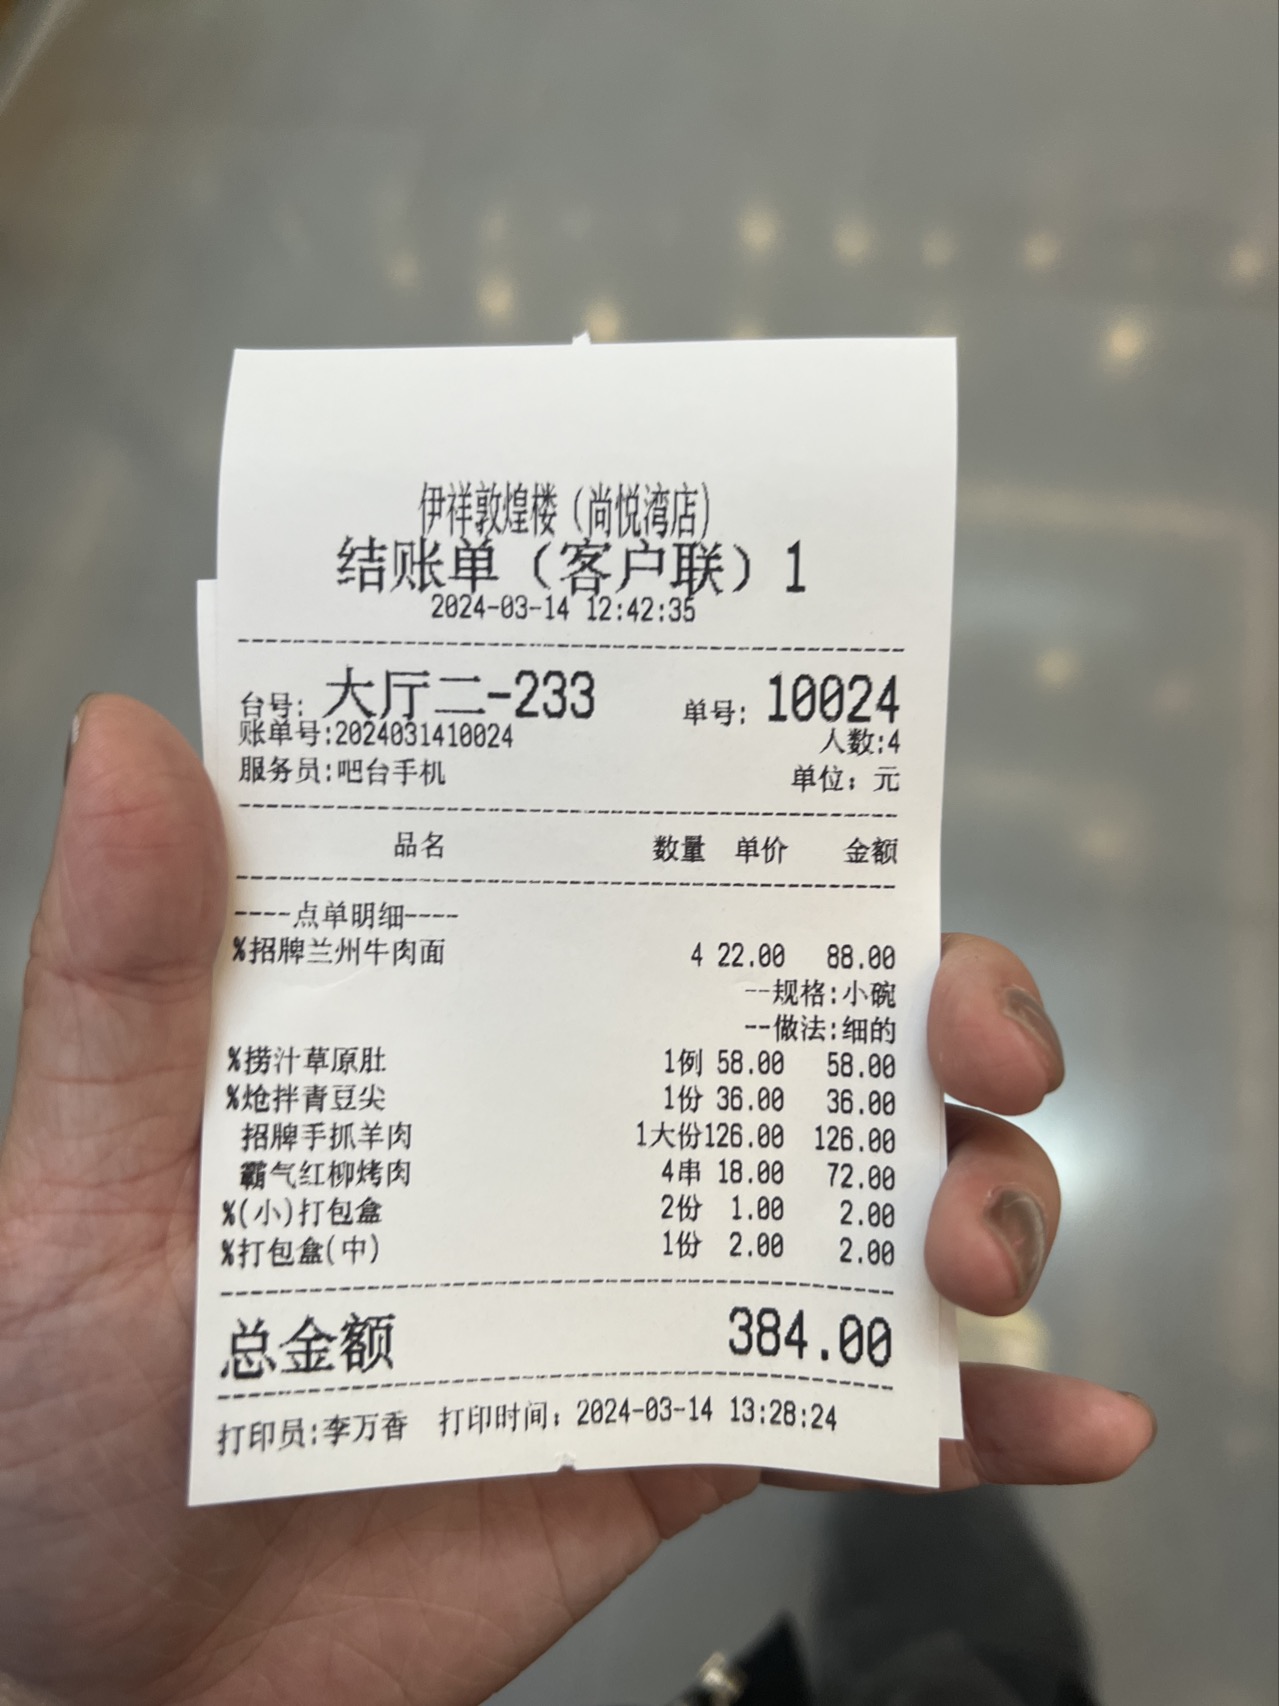 伊祥敦煌楼（尚悦湾店）
结账单（客户联）1
2024-03-14 12:42:35
台号: 大厅二-233 单号: 10024
账单号:2024031410024 人数:4
服务员:吧台手机 单位：元
品名 数量 单价 金额
----点单明细----
%招牌兰州牛肉面 4 22.00 88.00
--规格:小碗
--做法:细的
%捞汁草原肚 1例 58.00 58.00
%炝拌青豆尖 1份 36.00 36.00
招牌手抓羊肉 1大份126.00 126.00
霸气红柳烤肉 4串 18.00 72.00
%(小)打包盒 2份 1.00 2.00
%打包盒(中) 1份 2.00 2.00
总金额 384.00
打印员:李万香 打印时间：2024-03-14 13:28:24